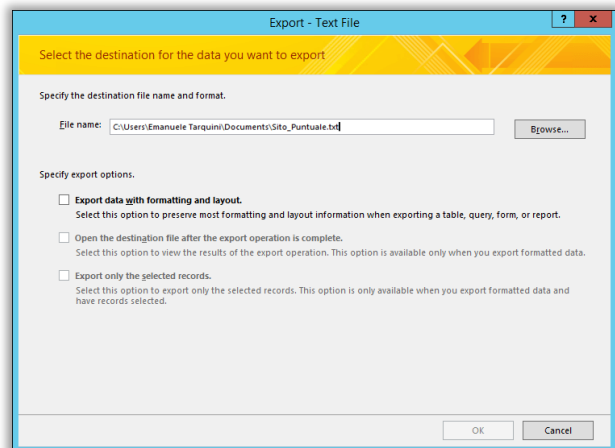 Export - Text File
? x
Select the destination for the data you want to export
Specify the destination file name and format.
File name: C:\Users\Emanuele Tarquini\Documents\Sito_Puntuale.txt Browse...
Specify export options.
Export data with formatting and layout.
Select this option to preserve most formatting and layout information when exporting a table, query, form, or report.
Open the destination file after the export operation is complete.
Select this option to view the results of the export operation. This option is available only when you export formatted data.
Export only the selected records.
Select this option to export only the selected records. This option is only available when you export formatted data and
have records selected.
OK Cancel